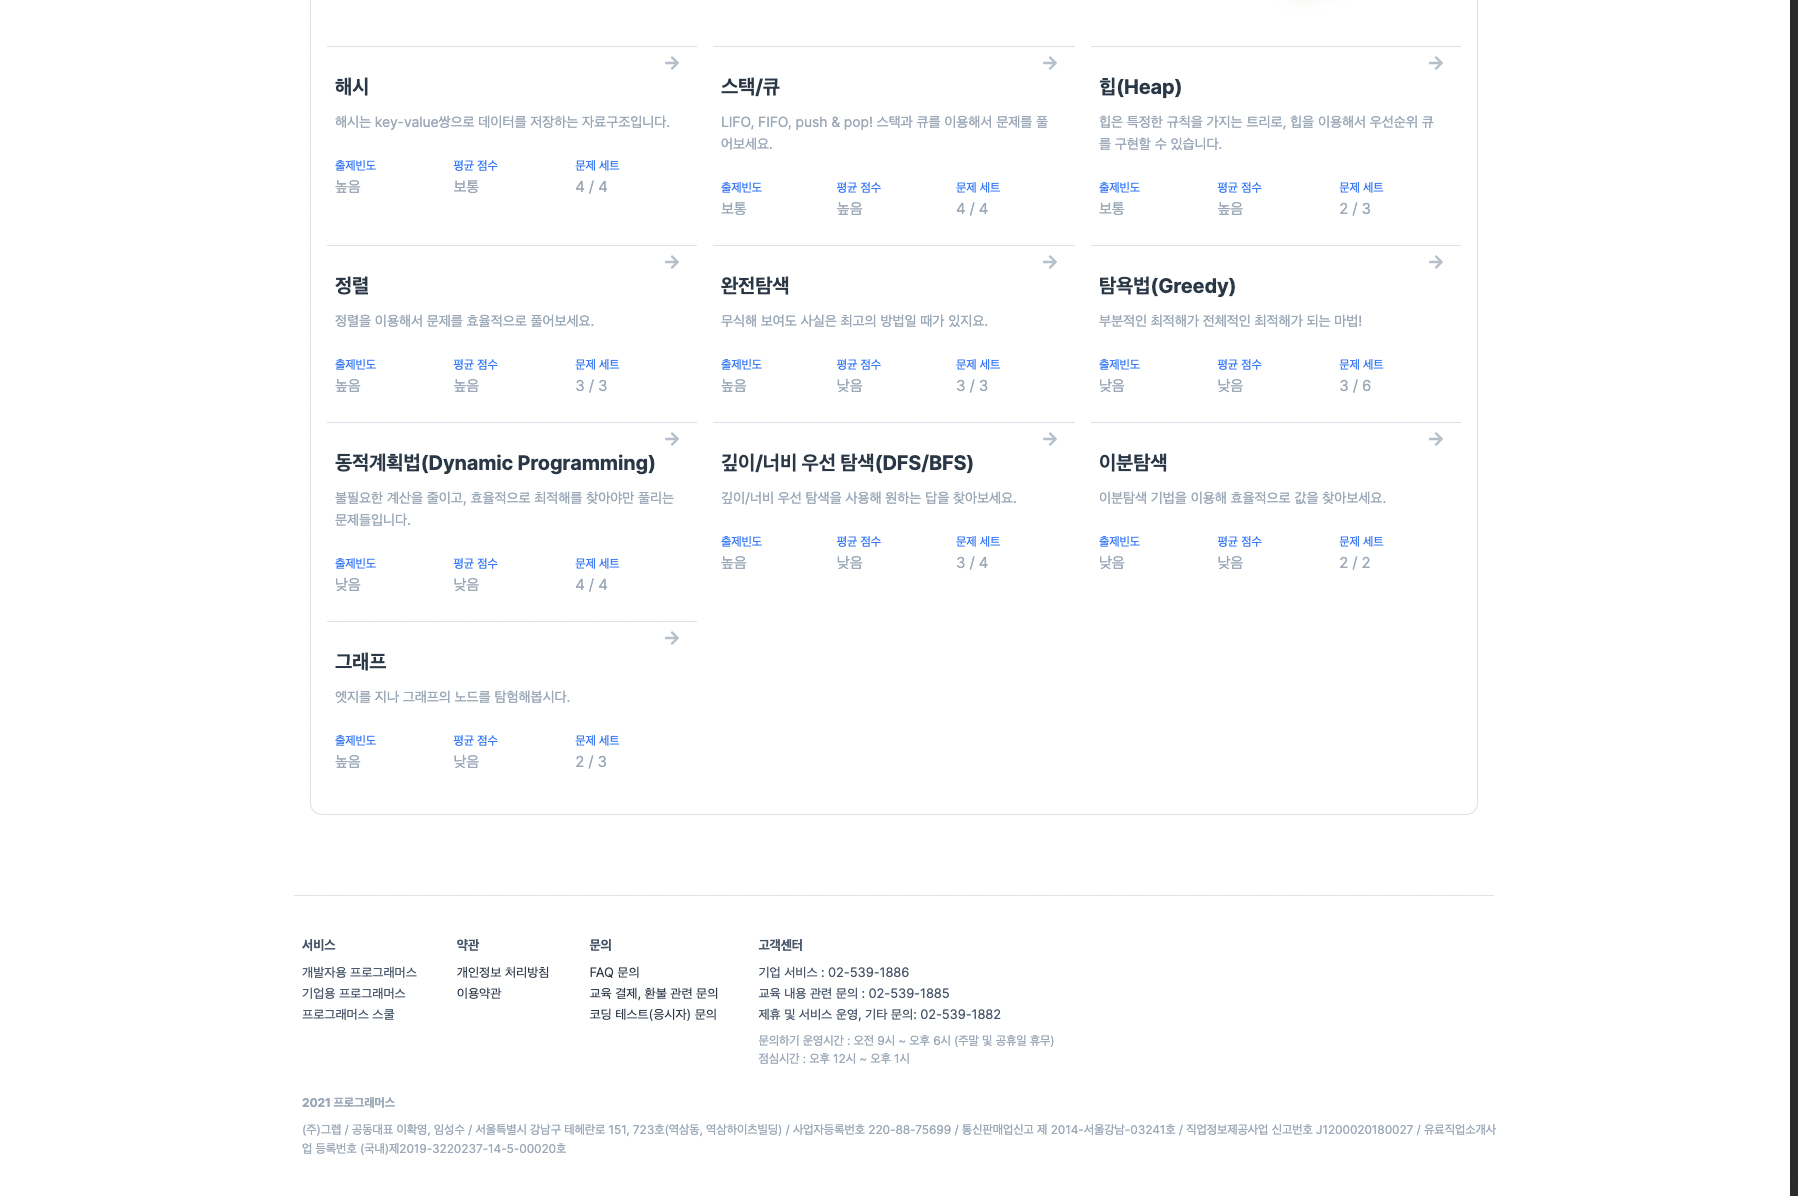 해시
해시는 key-value쌍으로 데이터를 저장하는 자료구조입니다.
출제빈도 평균 점수 문제 세트
높음 보통 4 / 4
스택/큐
LIFO, FIFO, push & pop! 스택과 큐를 이용해서 문제를 풀
어보세요.
출제빈도 평균 점수 문제 세트
보통 높음 4 / 4
힙(Heap)
힙은 특정한 규칙을 가지는 트리로, 힙을 이용해서 우선순위 큐
를 구현할 수 있습니다.
출제빈도 평균 점수 문제 세트
보통 높음 2 / 3
정렬
정렬을 이용해서 문제를 효율적으로 풀어보세요.
출제빈도 평균 점수 문제 세트
높음 높음 3 / 3
완전탐색
무식해 보여도 사실은 최고의 방법일 때가 있지요.
출제빈도 평균 점수 문제 세트
높음 낮음 3 / 3
탐욕법(Greedy)
부분적인 최적해가 전체적인 최적해가 되는 마법!
출제빈도 평균 점수 문제 세트
낮음 낮음 3 / 6
동적계획법(Dynamic Programming)
불필요한 계산을 줄이고, 효율적으로 최적해를 찾아야만 풀리는
문제들입니다.
출제빈도 평균 점수 문제 세트
낮음 낮음 4 / 4
깊이/너비 우선 탐색(DFS/BFS)
깊이/너비 우선 탐색을 사용해 원하는 답을 찾아보세요.
출제빈도 평균 점수 문제 세트
높음 낮음 3 / 4
이분탐색
이분탐색 기법을 이용해 효율적으로 값을 찾아보세요.
출제빈도 평균 점수 문제 세트
낮음 낮음 2 / 2
그래프
엣지를 지나 그래프의 노드를 탐험해봅시다.
출제빈도 평균 점수 문제 세트
높음 낮음 2 / 3
서비스
개발자용 프로그래머스
기업용 프로그래머스
프로그래머스 스쿨
약관
개인정보 처리방침
이용약관
문의
FAQ 문의
교육 결제, 환불 관련 문의
코딩 테스트(응시자) 문의
고객센터
기업 서비스 : 02-539-1886
교육 내용 관련 문의 : 02-539-1885
제휴 및 서비스 운영, 기타 문의: 02-539-1882
문의하기 운영시간 : 오전 9시 ~ 오후 6시 (주말 및 공휴일 휴무)
점심시간 : 오후 12시 ~ 오후 1시
2021 프로그래머스
(주)그렙 / 공동대표 이확영, 임성수 / 서울특별시 강남구 테헤란로 151, 723호(역삼동, 역삼하이츠빌딩) / 사업자등록번호 220-88-75699 / 통신판매업신고 제 2014-서울강남-03241호 / 직업정보제공사업 신고번호 J1200020180027 / 유료직업소개사
업 등록번호 (국내)제2019-3220237-14-5-00020호